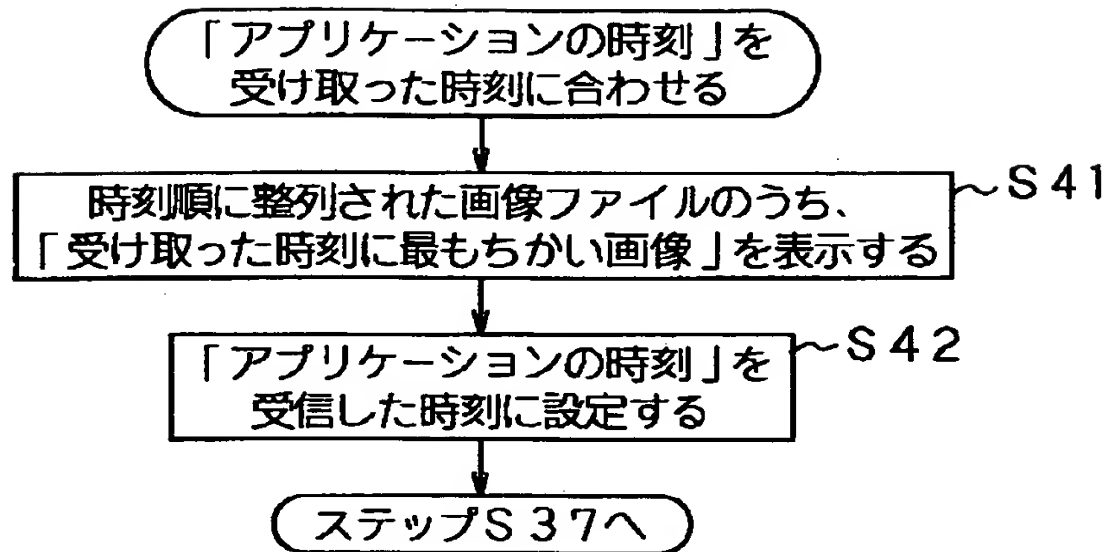 「アプリケーションの時刻」を
受け取った時刻に合わせる
時刻順に整列された画像ファイルのうち、
「受け取った時刻に最もちかい画像」を表示する
S41
「アプリケーションの時刻」を
受信した時刻に設定する
S42
ステップS37へ